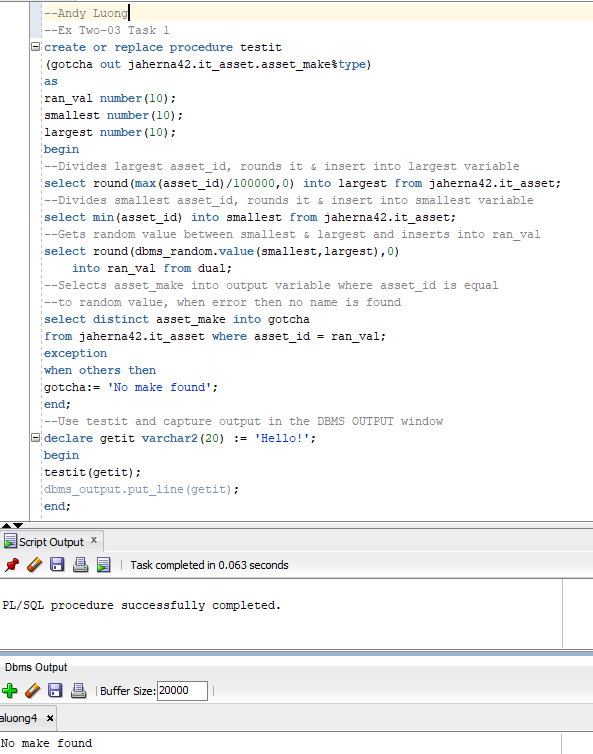 --Andy Luong
--Ex Two-03 Task 1
create or replace procedure testit
(gotcha out jaherna42.it_asset.asset_make%type)
as
ran_val number(10);
smallest number(10);
largest number(10);
begin
--Divides largest asset_id, rounds it & insert into largest variable
select round(max(asset_id)/100000,0) into largest from jaherna42.it_asset;
--Divides smallest asset_id, rounds it & insert into smallest variable
select min(asset_id) into smallest from jaherna42.it_asset;
--Gets random value between smallest & largest and inserts into ran_val
select round(dbms_random.value(smallest,largest),0)
    into ran_val from dual;
--Selects asset_make into output variable where asset_id is equal
--to random value, when error then no name is found
select distinct asset_make into gotcha
from jaherna42.it_asset where asset_id = ran_val;
exception
when others then
gotcha:= 'No make found';
end;
--Use testit and capture output in the DBMS OUTPUT window
declare getit varchar2(20) := 'Hello!';
begin
testit(getit);
dbms_output.put_line(getit);
end;
Script Output x
Task completed in 0.063 seconds
PL/SQL procedure successfully completed.
Dbms Output
Buffer Size: 20000
aluong4 x
No make found